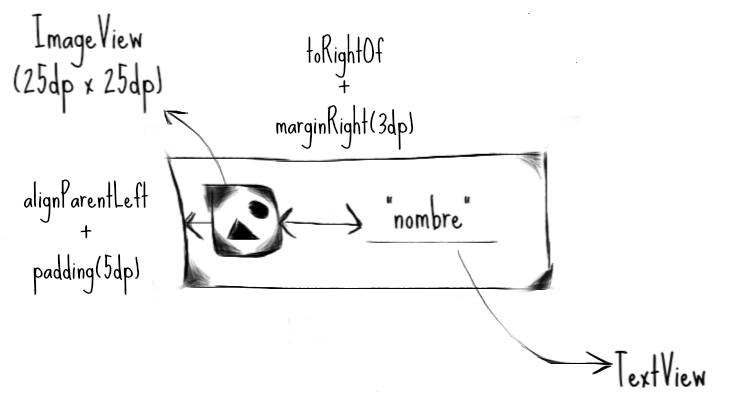 ImageView
(25dp x 25dp)
toRightOf
+
marginRight(3dp)
alignParentLeft
+
padding(5dp)
"nombre"
TextView